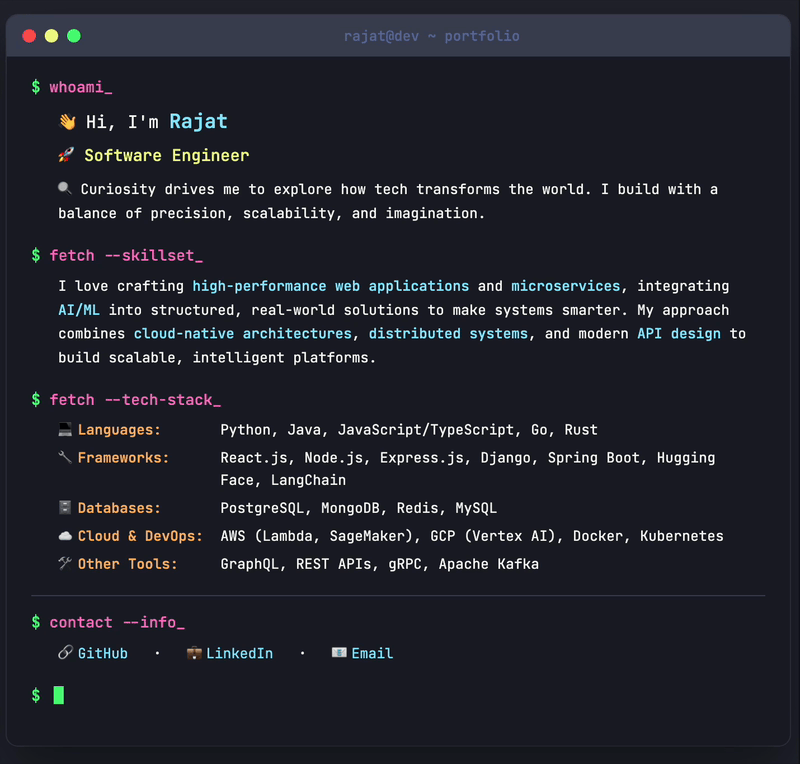 rajat@dev ~ portfolio
$ whoami_
👋 Hi, I'm Rajat
🚀 Software Engineer
🔍 Curiosity drives me to explore how tech transforms the world. I build with a
balance of precision, scalability, and imagination.
$ fetch --skillset_
I love crafting high-performance web applications and microservices, integrating
AI/ML into structured, real-world solutions to make systems smarter. My approach
combines cloud-native architectures, distributed systems, and modern API design to
build scalable, intelligent platforms.
$ fetch --tech-stack_
💻 Languages: Python, Java, JavaScript/TypeScript, Go, Rust
🔧 Frameworks: React.js, Node.js, Express.js, Django, Spring Boot, Hugging
Face, LangChain
🗄️ Databases: PostgreSQL, MongoDB, Redis, MySQL
☁️ Cloud & DevOps: AWS (Lambda, SageMaker), GCP (Vertex AI), Docker, Kubernetes
🛠️ Other Tools: GraphQL, REST APIs, gRPC, Apache Kafka
$ contact --info_
🔗 GitHub · 💼 LinkedIn · 📧 Email
$